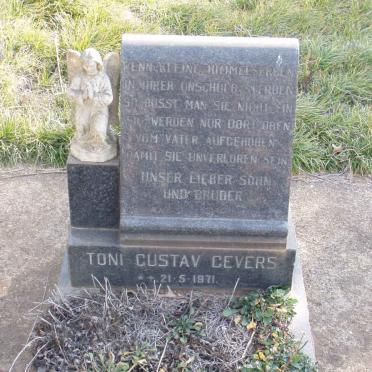 WENN KLEINE HIMMELSERBEN
IN IHRER UNSCHULD STERBEN
SO BÜSST MAN SIE NICHT EIN
SIE WERDEN NUR DORT OBEN
VOM VATER AUFGEHOBEN
DAMIT SIE UNVERLOREN SEIN
UNSER LIEBER SOHN
UND BRUDER
TONI GUSTAV GEVERS
21-5-1971